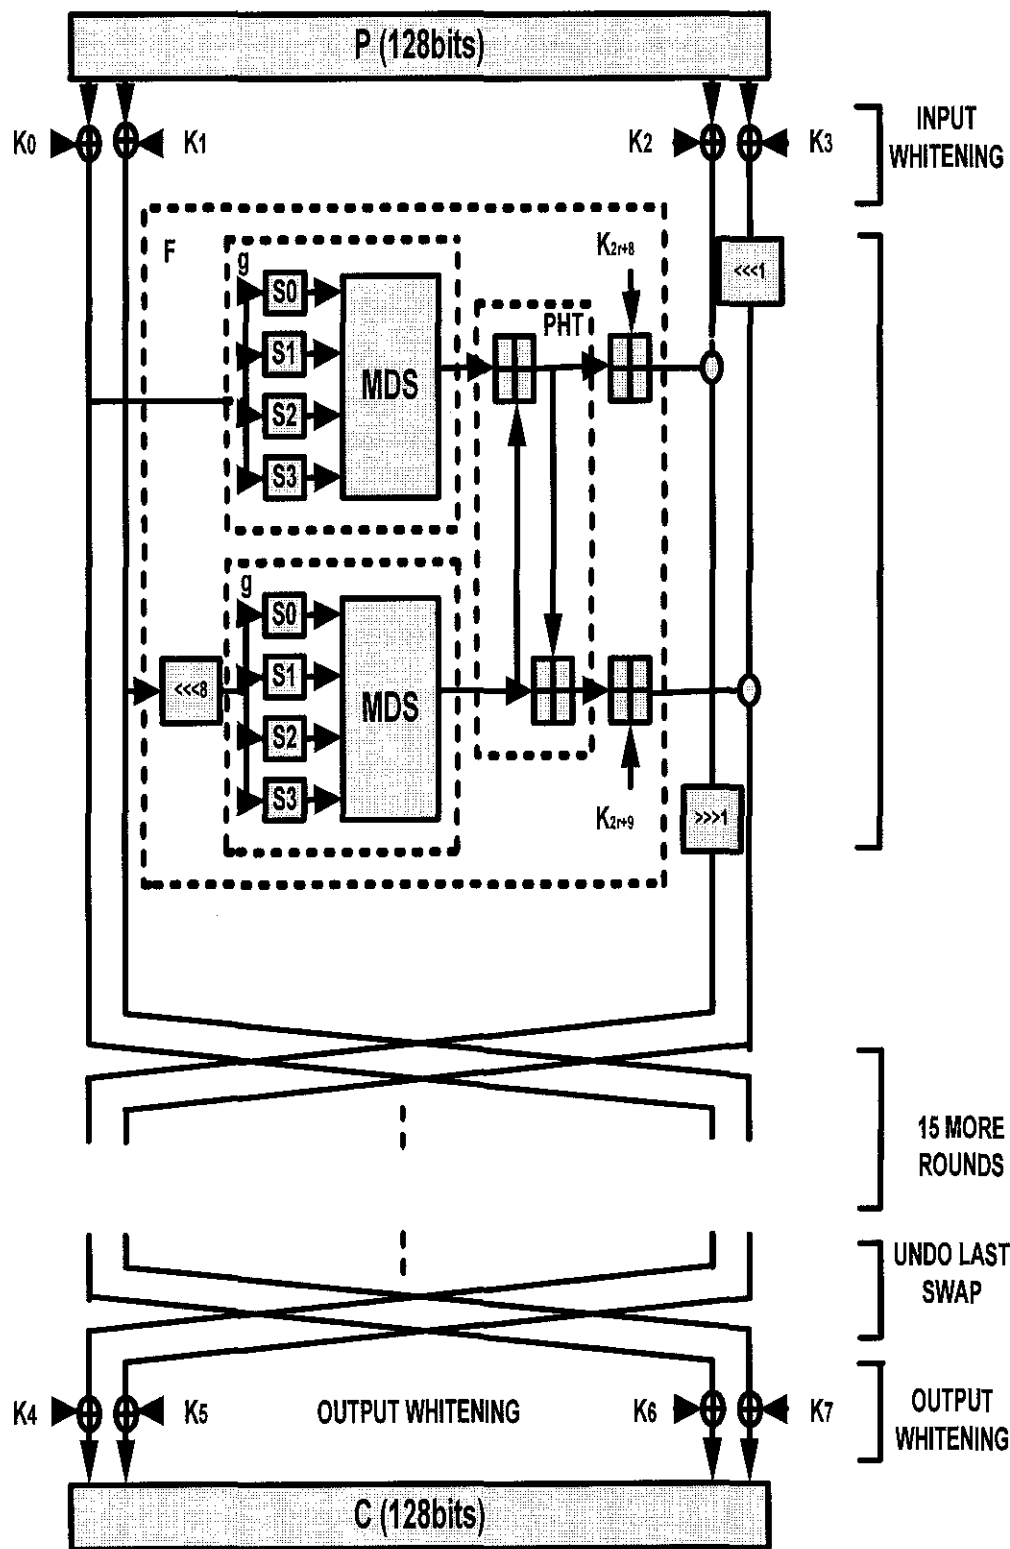 P (128bits)
K0
K1
K2
K3
INPUT
WHITENING
F
g
S0
S1
S2
S3
MDS
PHT
K2r+8
<<<1
g
<<<8
S0
S1
S2
S3
MDS
K2r+9
>>>1
15 MORE
ROUNDS
UNDO LAST
SWAP
K4
K5
OUTPUT WHITENING
K6
K7
OUTPUT
WHITENING
C (128bits)